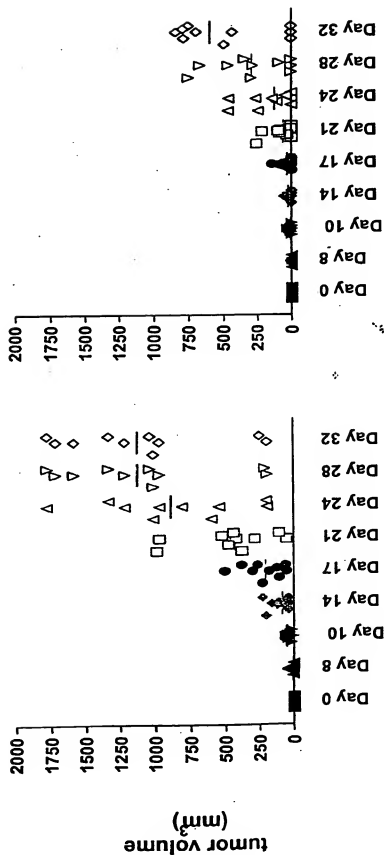 tumor volume
(mm³)
2000
1750
1500
1250
1000
750
500
250
0
Day 0
Day 8
Day 10
Day 14
Day 17
Day 21
Day 24
Day 28
Day 32
2000
1750
1500
1250
1000
750
500
250
0
Day 0
Day 8
Day 10
Day 14
Day 17
Day 21
Day 24
Day 28
Day 32